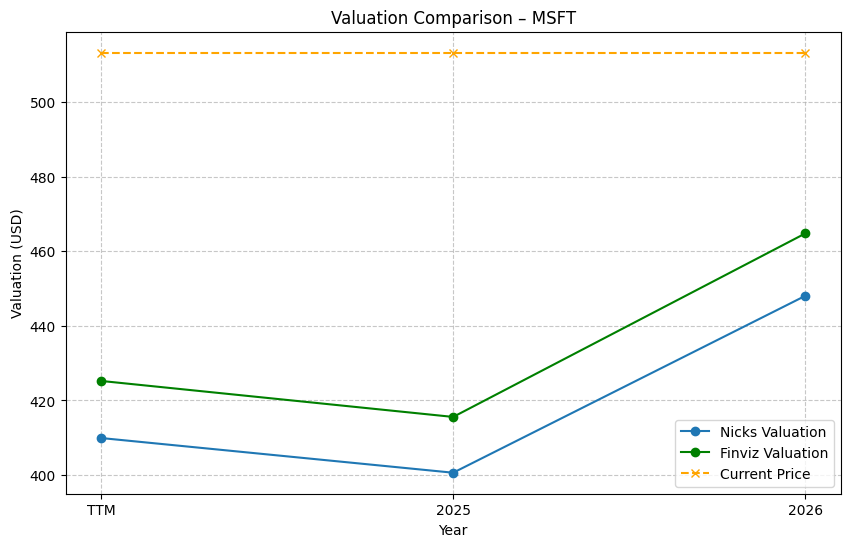 Valuation Comparison – MSFT
Valuation (USD)
500
480
460
440
420
400
TTM
2025
2026
Year
Nicks Valuation
Finviz Valuation
Current Price